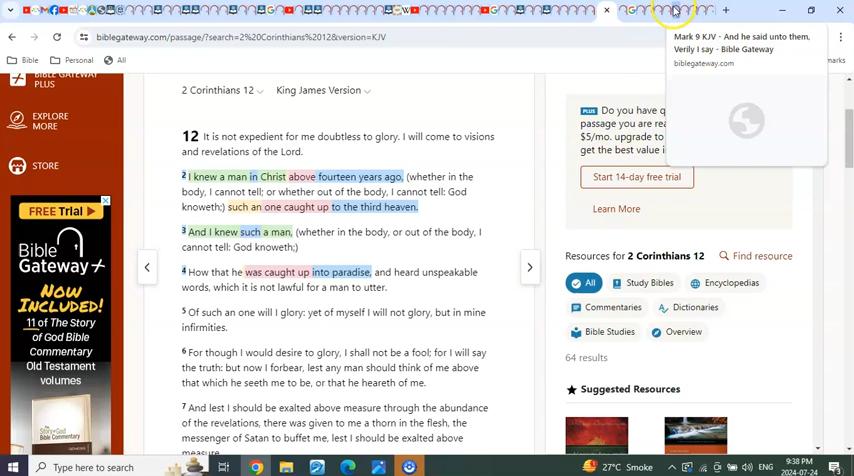 biblegateway.com/passage/?search=2%20Corinthians%2012&version=KJV
Mark 9 KJV - And he said unto them,
Verily I say - Bible Gateway
biblegateway.com
Bible
Personal
All
BIBLE GATEWAY
PLUS
EXPLORE
MORE
STORE
FREE Trial
Bible
Gateway+
Now
INCLUDED!
11 of The Story
of God Bible
Commentary
Old Testament
volumes
2 Corinthians 12
King James Version
12 It is not expedient for me doubtless to glory. I will come to visions
and revelations of the Lord.
2 I knew a man in Christ above fourteen years ago, (whether in the
body, I cannot tell; or whether out of the body, I cannot tell: God
knoweth;) such an one caught up to the third heaven.
3 And I knew such a man, (whether in the body, or out of the body, I
cannot tell: God knoweth;)
4 How that he was caught up into paradise, and heard unspeakable
words, which it is not lawful for a man to utter.
5 Of such an one will I glory: yet of myself I will not glory, but in mine
infirmities.
6 For though I would desire to glory, I shall not be a fool; for I will say
the truth: but now I forbear, lest any man should think of me above
that which he seeth me to be, or that he heareth of me.
7 And lest I should be exalted above measure through the abundance
of the revelations, there was given to me a thorn in the flesh, the
messenger of Satan to buffet me, lest I should be exalted above
measure.
PLUS Do you have q
passage you are rea
$5/mo. upgrade to
get the best value i
Start 14-day free trial
Learn More
Resources for 2 Corinthians 12
Find resource
All
Study Bibles
Encyclopedias
Commentaries
Dictionaries
Bible Studies
Overview
64 results
Suggested Resources
Type here to search
27°C Smoke
ENG
9:38 PM
2024-07-24